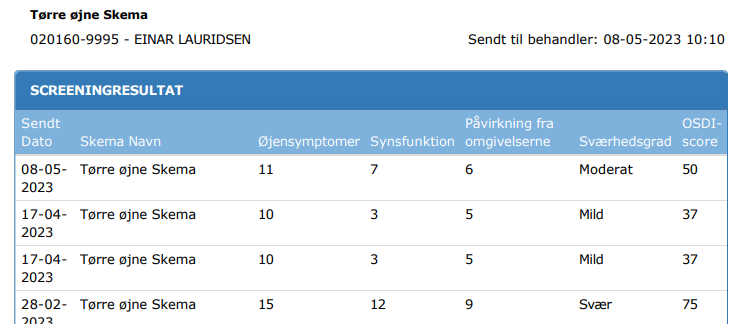 Tørre øjne Skema
020160-9995 - EINAR LAURIDSEN Sendt til behandler: 08-05-2023 10:10
SCREENINGRESULTAT
Sendt Dato Skema Navn Øjensymptomer Synsfunktion Påvirkning fra omgivelserne Sværhedsgrad OSDI-score
08-05-2023 Tørre øjne Skema 11 7 6 Moderat 50
17-04-2023 Tørre øjne Skema 10 3 5 Mild 37
17-04-2023 Tørre øjne Skema 10 3 5 Mild 37
28-02-2023 Tørre øjne Skema 15 12 9 Svær 75